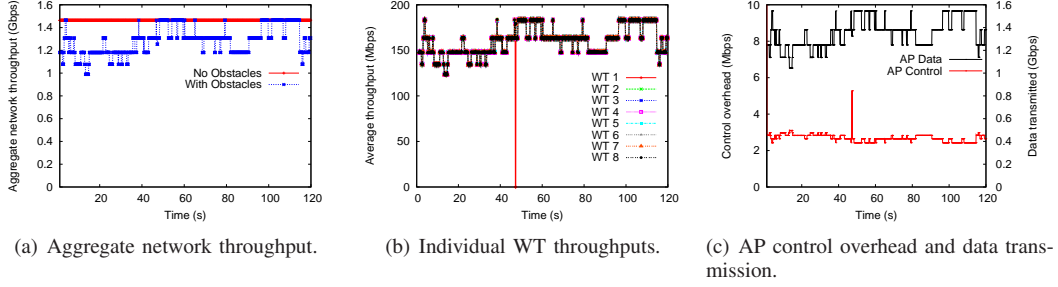 Aggregate network throughput (Gbps)
1.6
1.4
1.2
1
0.8
0.6
0.4
0.2
0
No Obstacles
With Obstacles
0 20 40 60 80 100 120
Time (s)
(a) Aggregate network throughput.
Average throughput (Mbps)
200
150
100
50
0
WT 1
WT 2
WT 3
WT 4
WT 5
WT 6
WT 7
WT 8
0 20 40 60 80 100 120
Time (s)
(b) Individual WT throughputs.
Control overhead (Mbps)
10
8
6
4
2
0
AP Data
AP Control
1.6
1.4
1.2
1
0.8
0.6
0.4
0.2
0
Data transmitted (Gbps)
20 40 60 80 100 120
Time (s)
(c) AP control overhead and data trans-
mission.